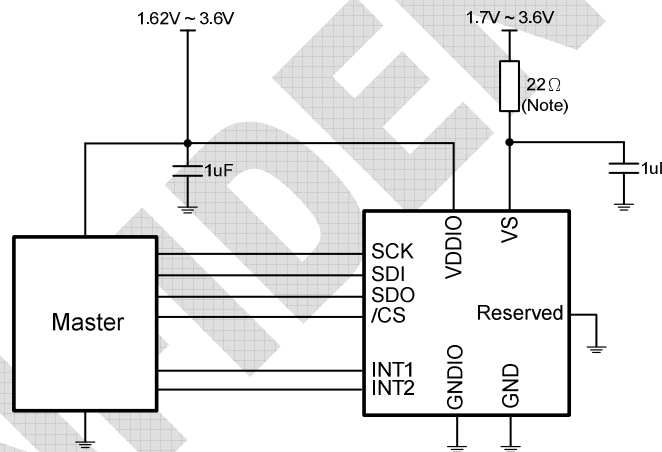 1.62V ~ 3.6V
1.7V ~ 3.6V
22Ω
(Note)
1uF
1u
VDDIO
VS
SCK
SDI
SDO
/CS
Master
Reserved
INT1
INT2
GNDIO
GND